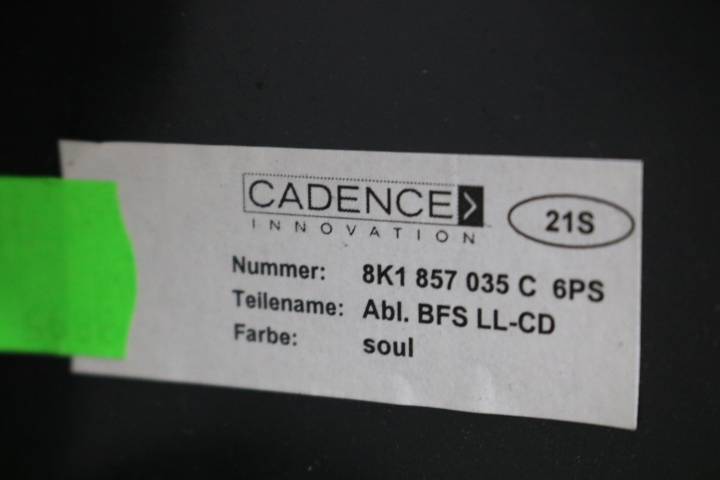 CADENCE
INNOVATION
21S
Nummer: 8K1 857 035 C 6PS
Teilename: Abl. BFS LL-CD
Farbe: soul